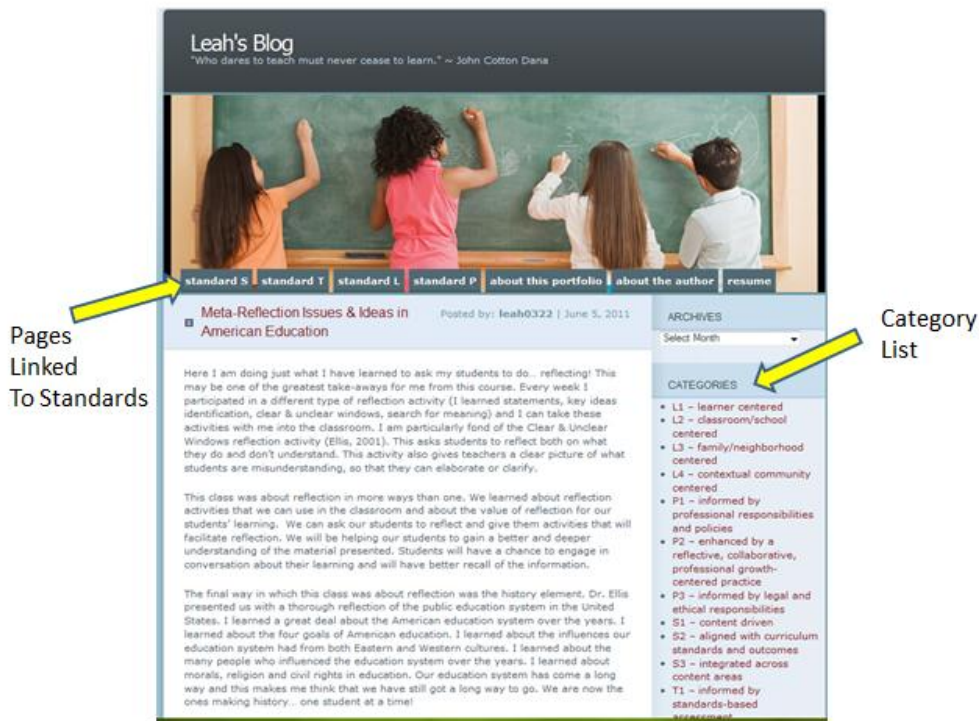 Leah's Blog
"Who dares to teach must never cease to learn." ~ John Cotton Dana
standard S standard T standard L standard P about this portfolio about the author resume
Pages
Linked
To Standards
Meta-Reflection Issues & Ideas in
American Education
Posted by: leah0322 | June 5, 2011
Here I am doing just what I have learned to ask my students to do... reflecting! This
may be one of the greatest take-aways for me from this course. Every week I
participated in a different type of reflection activity (I learned statements, key ideas
identification, clear & unclear windows, search for meaning) and I can take these
activities with me into the classroom. I am particularly fond of the Clear & Unclear
Windows reflection activity (Ellis, 2001). This asks students to reflect both on what
they do and don't understand. This activity also gives teachers a clear picture of what
students are misunderstanding, so that they can elaborate or clarify.
This class was about reflection in more ways than one. We learned about reflection
activities that we can use in the classroom and about the value of reflection for our
students' learning. We can ask our students to reflect and give them activities that will
facilitate reflection. We will be helping our students to gain a better and deeper
understanding of the material presented. Students will have a chance to engage in
conversation about their learning and will have better recall of the information.
The final way in which this class was about reflection was the history element. Dr. Ellis
presented us with a thorough reflection of the public education system in the United
States. I learned a great deal about the American education system over the years. I
learned about the four goals of American education. I learned about the influences our
education system had from both Eastern and Western cultures. I learned about the
many people who influenced the education system over the years. I learned about
morals, religion and civil rights in education. Our education system has come a long
way and this makes me think that we have still got a long way to go. We are now the
ones making history... one student at a time!
ARCHIVES
Select Month
Category
List
CATEGORIES
L1 – learner centered
L2 – classroom/school
centered
L3 – family/neighborhood
centered
L4 – contextual community
centered
P1 – informed by
professional responsibilities
and policies
P2 – enhanced by a
reflective, collaborative,
professional growth-
centered practice
P3 – informed by legal and
ethical responsibilities
S1 – content driven
S2 – aligned with curriculum
standards and outcomes
S3 – integrated across
content areas
T1 – informed by
standards-based
assessment